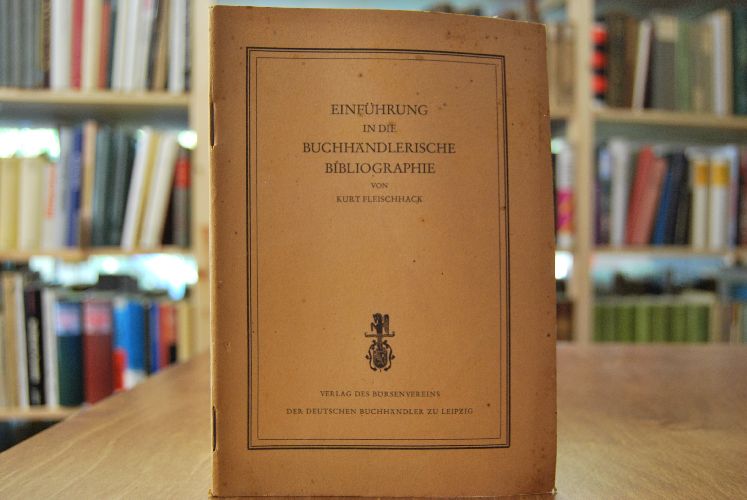 EINFÜHRUNG
IN DIE
BUCHHÄNDLERISCHE
BIBLIOGRAPHIE
VON
KURT FLEISCHHACK
VERLAG DES BÖRSENVEREINS
DER DEUTSCHEN BUCHHÄNDLER ZU LEIPZIG